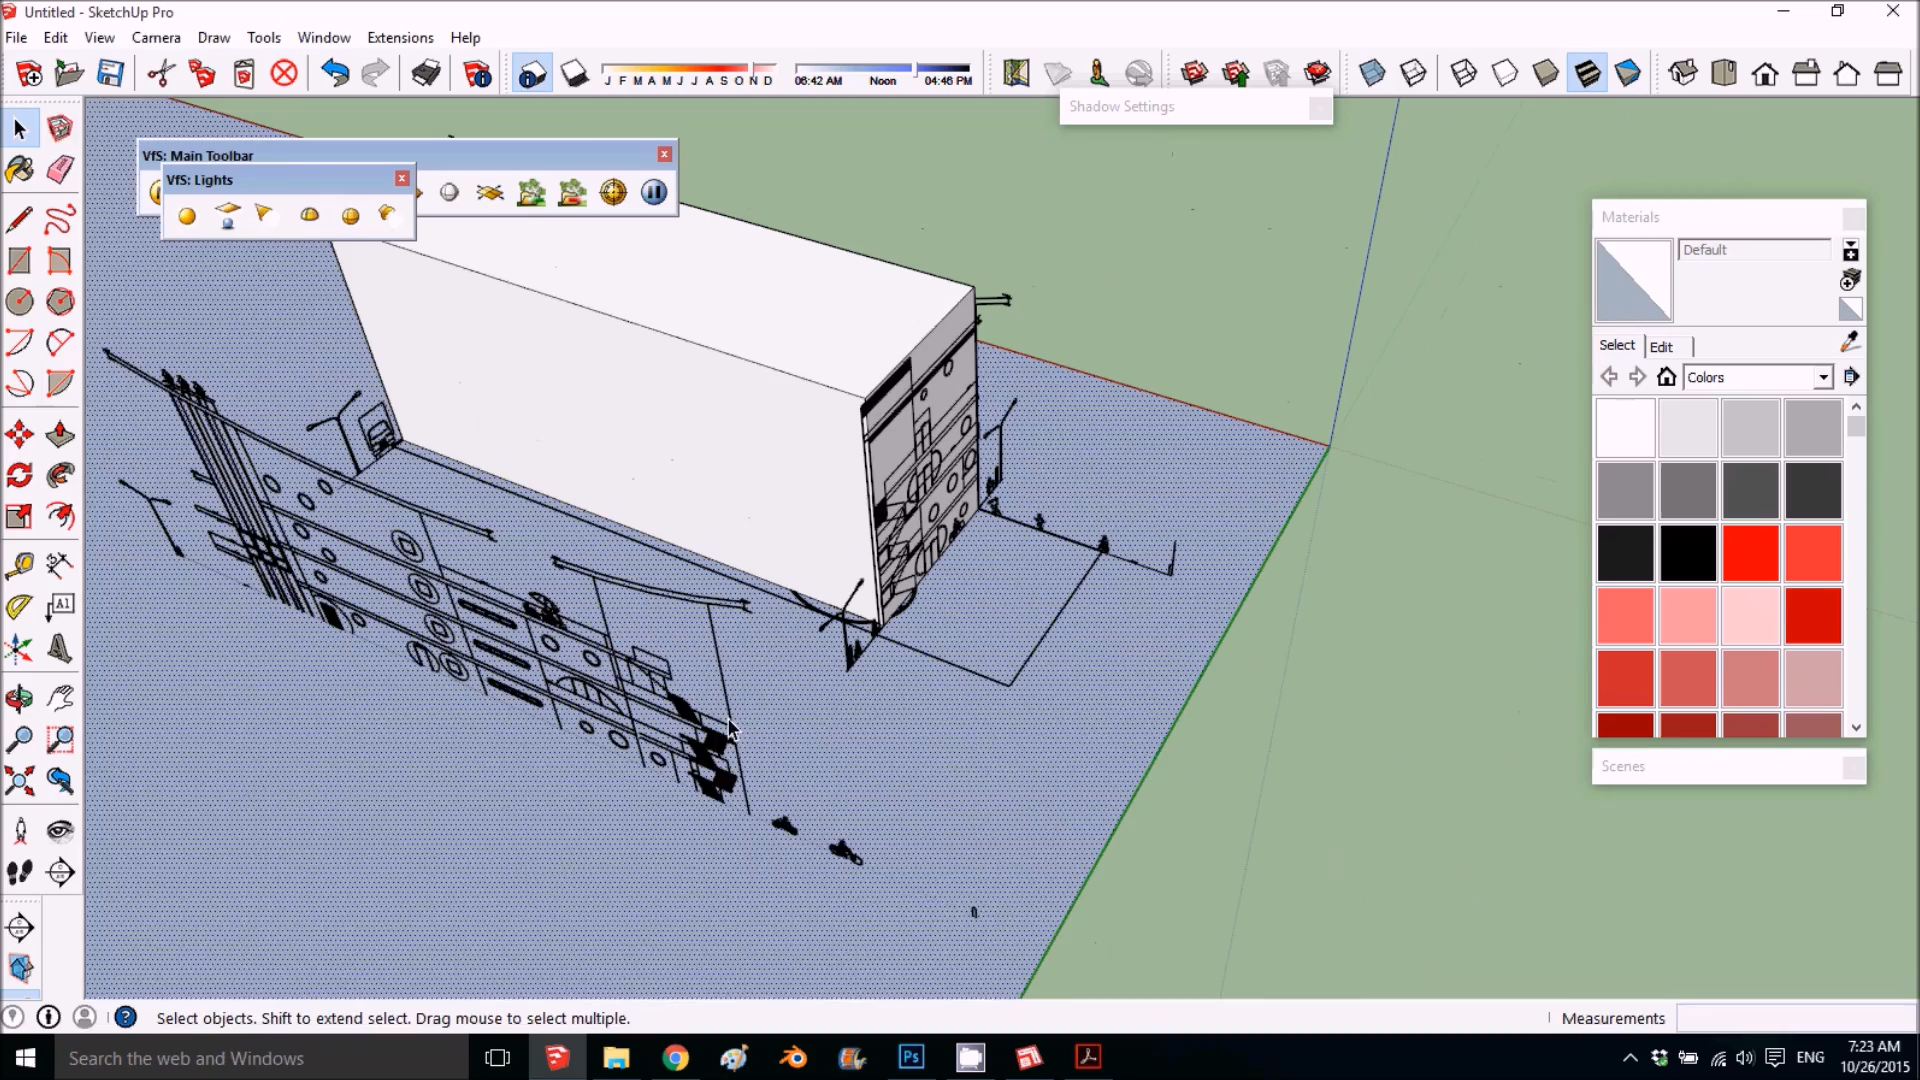 Untitled - SketchUp Pro
File Edit View Camera Draw Tools Window Extensions Help
J F M A M J J A S O N D
06:42 AM Noon 04:46 PM
Shadow Settings
VfS: Main Toolbar
VfS: Lights
Materials
Default
Select Edit
Colors
Scenes
A1
Select objects. Shift to extend select. Drag mouse to select multiple.
Measurements
Search the web and Windows
Ps
ENG
7:23 AM
10/26/2015